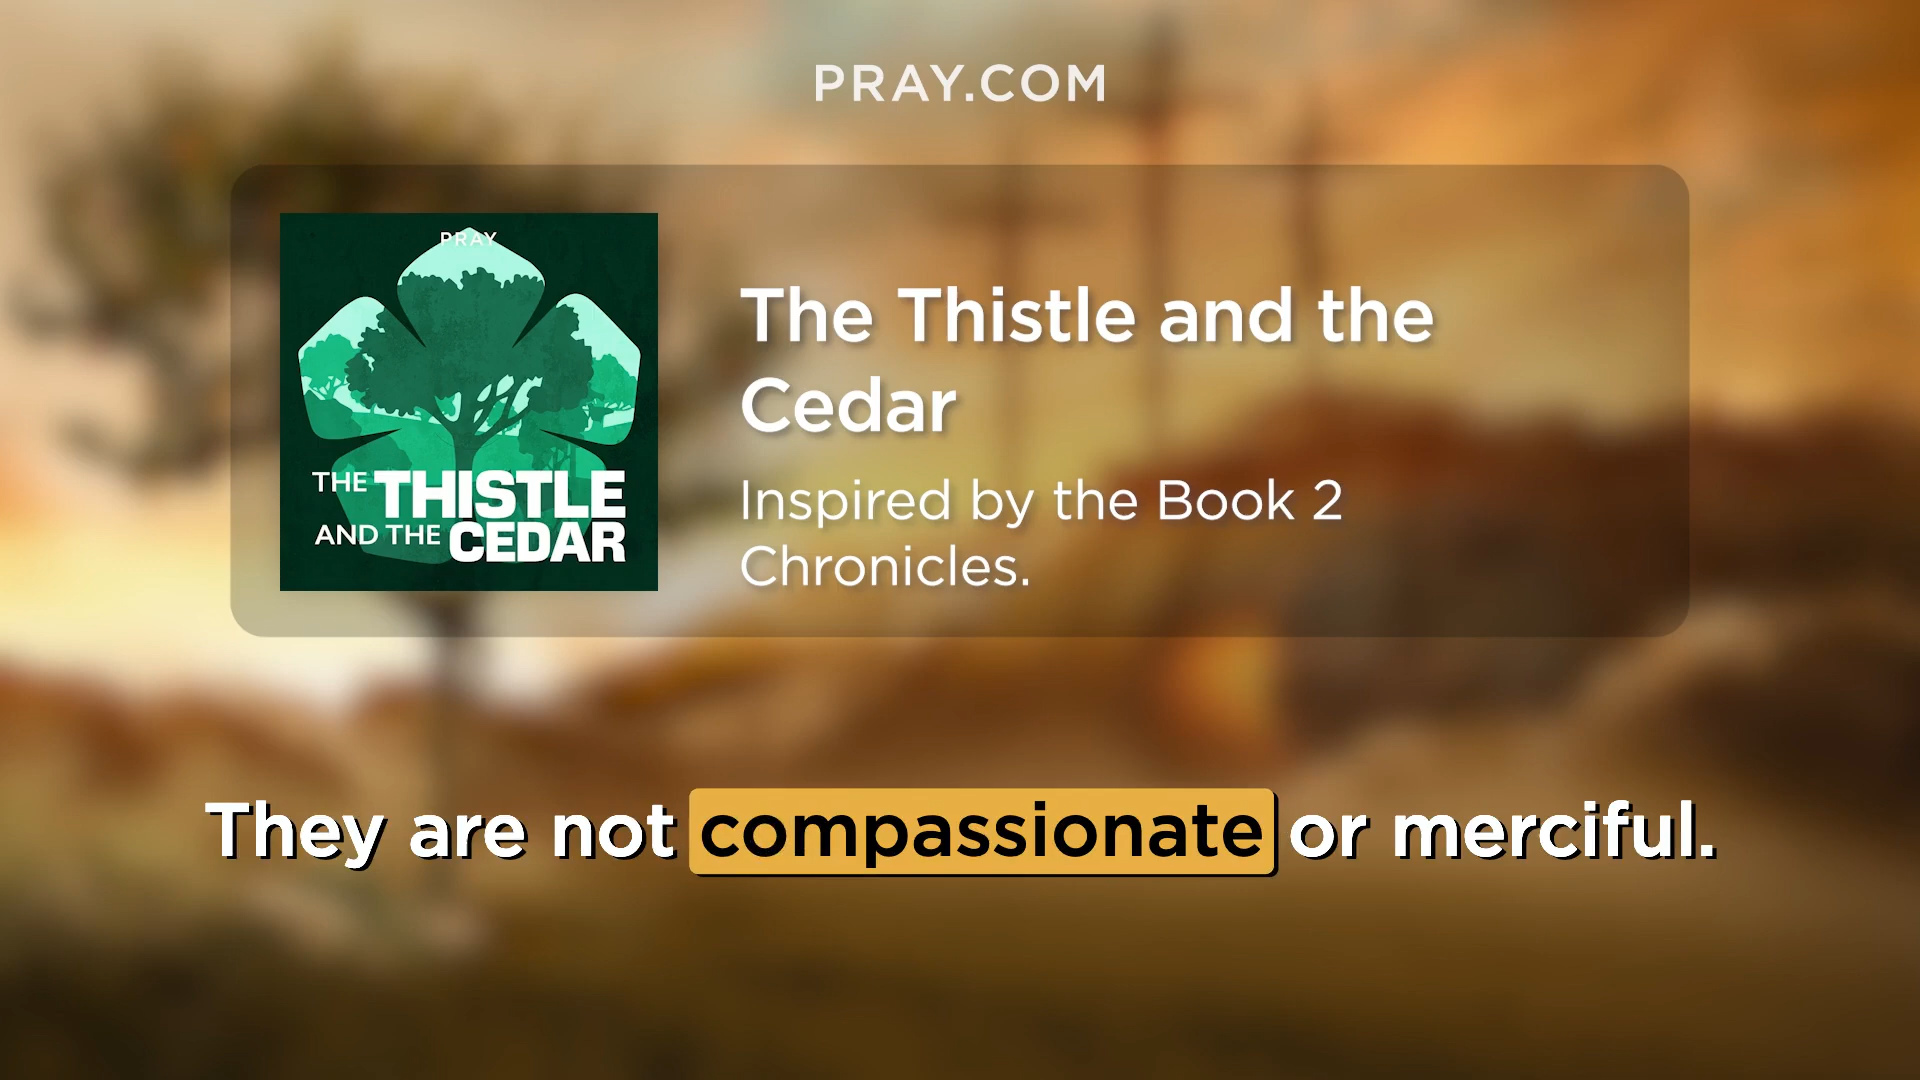 PRAY.COM
PRAY
THE THISTLE
AND THE CEDAR
The Thistle and the
Cedar
Inspired by the Book 2
Chronicles.
They are not compassionate or merciful.